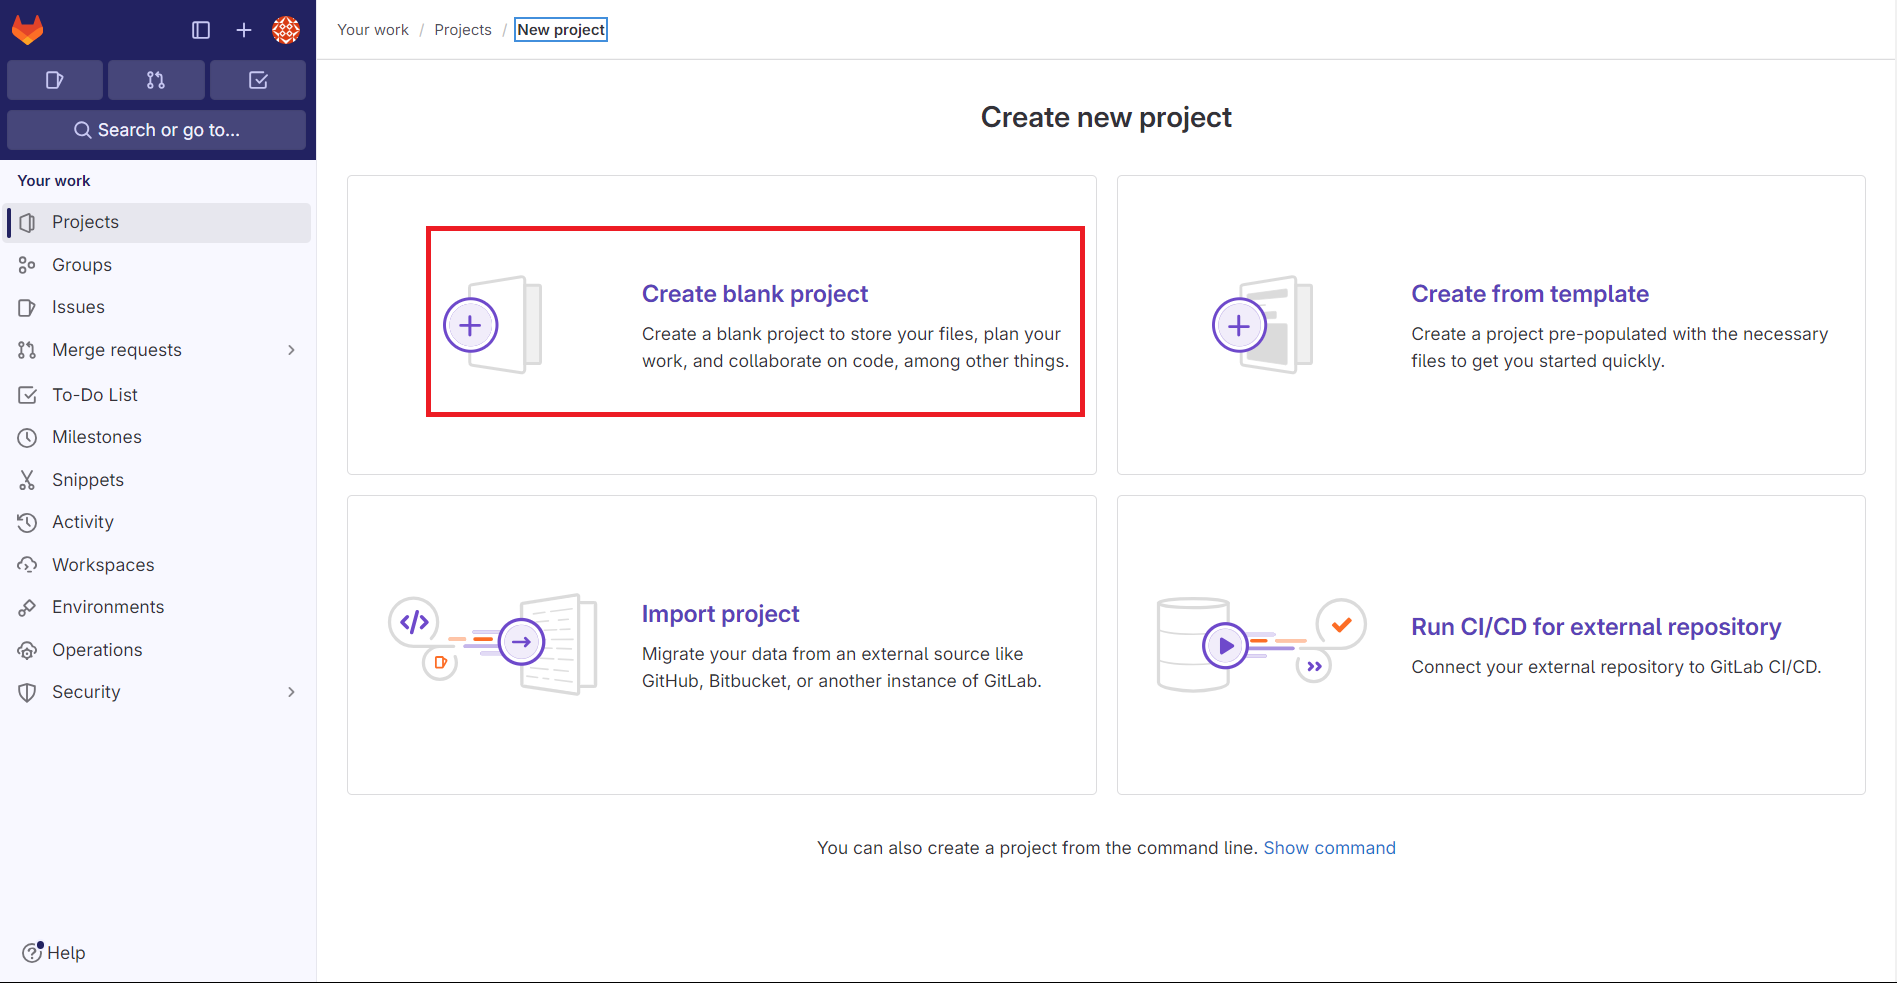 Your work / Projects / New project
Search or go to...
Your work
Projects
Groups
Issues
Merge requests
To-Do List
Milestones
Snippets
Activity
Workspaces
Environments
Operations
Security
Help
Create new project
Create blank project
Create a blank project to store your files, plan your
work, and collaborate on code, among other things.
Create from template
Create a project pre-populated with the necessary
files to get you started quickly.
Import project
Migrate your data from an external source like
GitHub, Bitbucket, or another instance of GitLab.
Run CI/CD for external repository
Connect your external repository to GitLab CI/CD.
You can also create a project from the command line. Show command